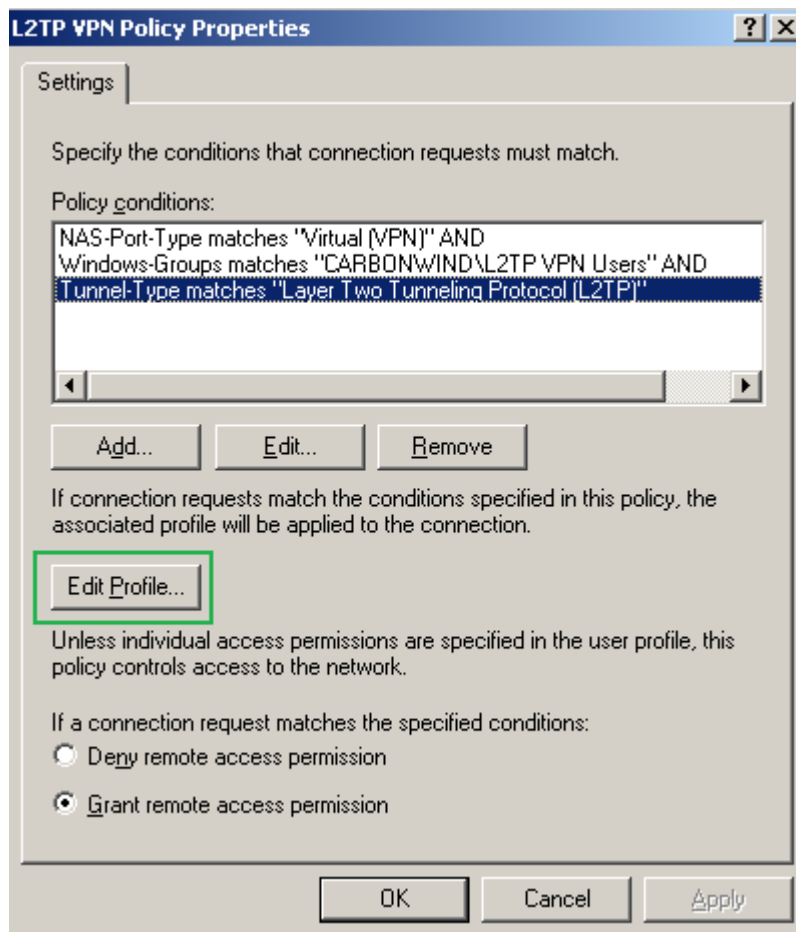 L2TP VPN Policy Properties
Settings
Specify the conditions that connection requests must match.
Policy conditions:
NAS-Port-Type matches "Virtual (VPN)" AND
Windows-Groups matches "CARBONWIND\L2TP VPN Users" AND
Tunnel-Type matches "Layer Two Tunneling Protocol (L2TP)"
Add... Edit... Remove
If connection requests match the conditions specified in this policy, the
associated profile will be applied to the connection.
Edit Profile...
Unless individual access permissions are specified in the user profile, this
policy controls access to the network.
If a connection request matches the specified conditions:
Deny remote access permission
Grant remote access permission
OK Cancel Apply